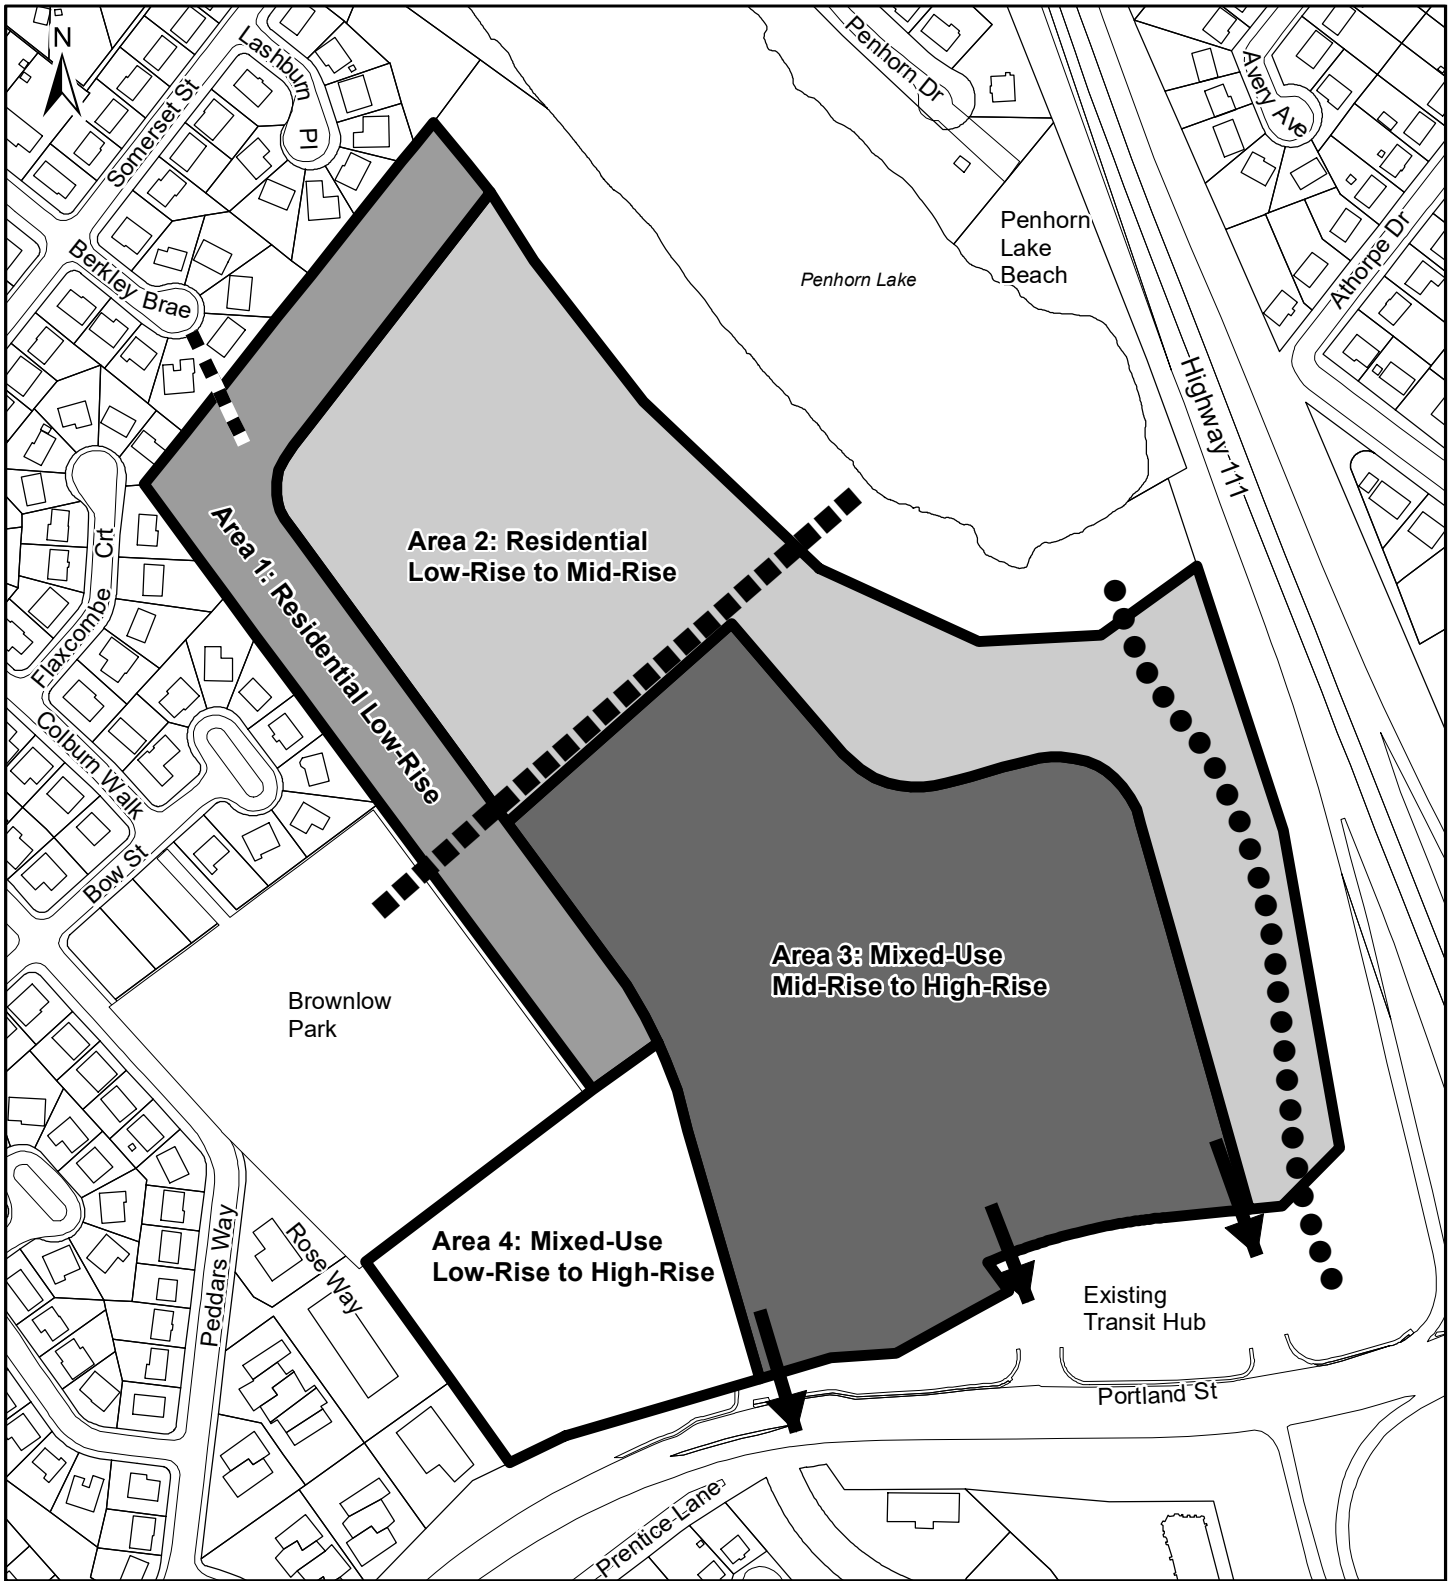 N
Lashburn
Pl
Somerset St
Penhorn Dr
Avery Ave
Penhorn
Lake
Beach
Athorpe Dr
Berkley Brae
Penhorn Lake
Highway 111
Area 2: Residential
Low-Rise to Mid-Rise
Area 1: Residential Low-Rise
Flaxcombe Crt
Colburn Walk
Bow St
Area 3: Mixed-Use
Mid-Rise to High-Rise
Brownlow
Park
Peddars Way
Rose Way
Area 4: Mixed-Use
Low-Rise to High-Rise
Existing
Transit Hub
Portland St
Prentice Lane